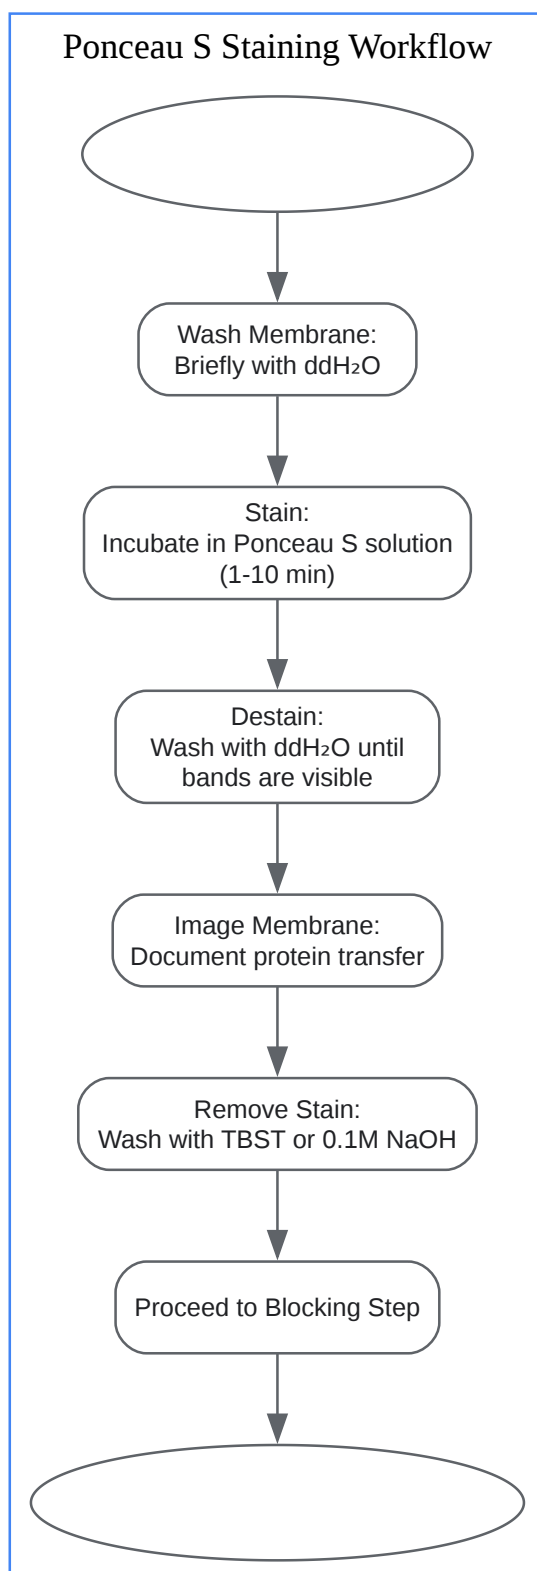 Ponceau S Staining Workflow
Wash Membrane:
Briefly with ddH₂O
Stain:
Incubate in Ponceau S solution
(1-10 min)
Destain:
Wash with ddH₂O until
bands are visible
Image Membrane:
Document protein transfer
Remove Stain:
Wash with TBST or 0.1M NaOH
Proceed to Blocking Step